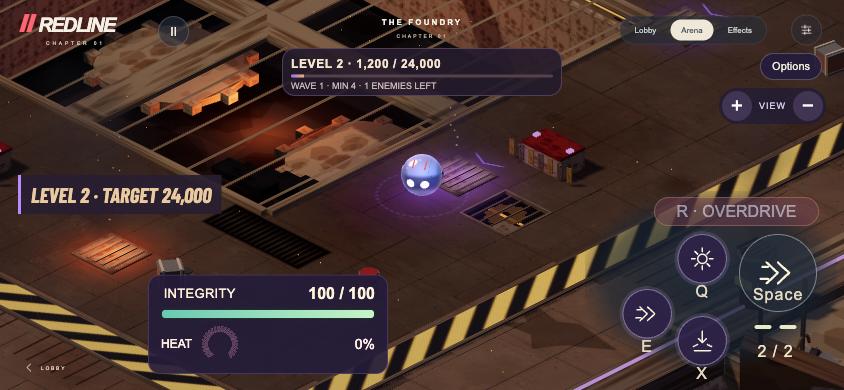 REDLINE
CHAPTER 01
THE FOUNDRY
CHAPTER 01
Lobby Arena Effects
LEVEL 2 · 1,200 / 24,000
WAVE 1 · MIN 4 · 1 ENEMIES LEFT
Options
+ VIEW −
LEVEL 2 · TARGET 24,000
R · OVERDRIVE
Q
Space
E
2 / 2
X
INTEGRITY 100 / 100
HEAT 0%
LOBBY